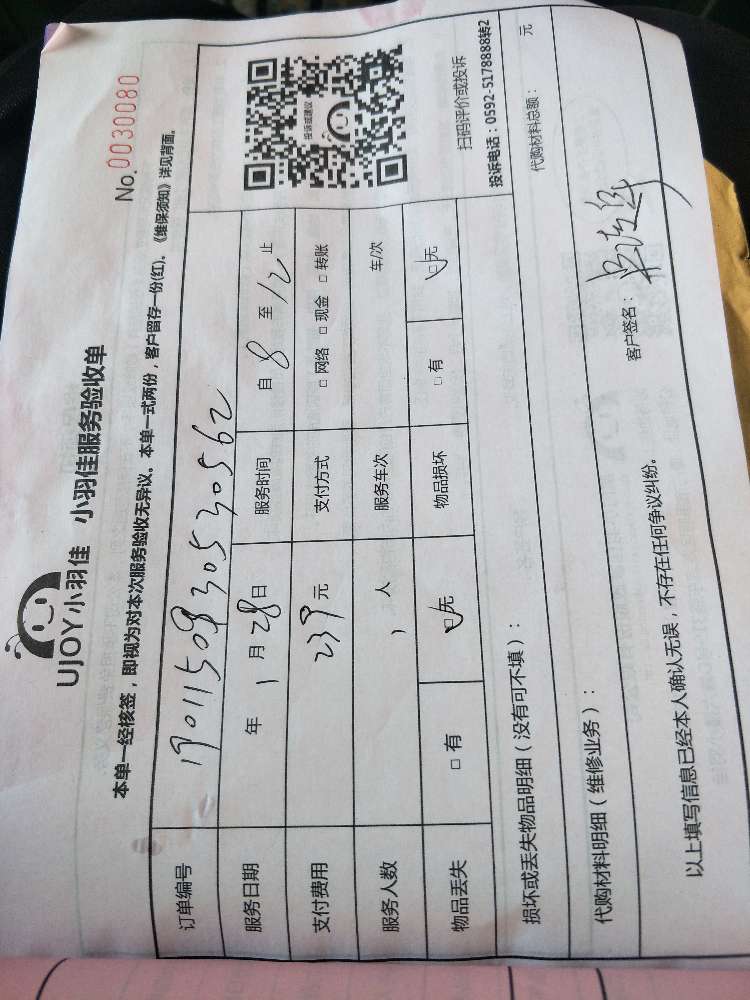 UJOY小羽佳 小羽佳服务验收单
No. 0030080
本单一经核签，即视为对本次服务验收无异议。本单一式两份，客户留存一份(红)。《维保须知》详见背面。
订单编号
服务日期 年 1 月 28 日 服务时间 自 8 至 12 止
支付费用 239 元 支付方式 □ 网络 □ 现金 □ 转账
服务人数 1 人 服务车次 车/次
物品丢失 □ 有 □ 无 物品损坏 □ 有 □ 无
投诉或建议
扫码评价或投诉
投诉电话：0592-5178888转2
损坏或丢失物品明细（没有可不填）：
代购材料明细（维修业务）： 代购材料总额： 元
以上填写信息已经本人确认无误，不存在任何争议纠纷。 客户签名：